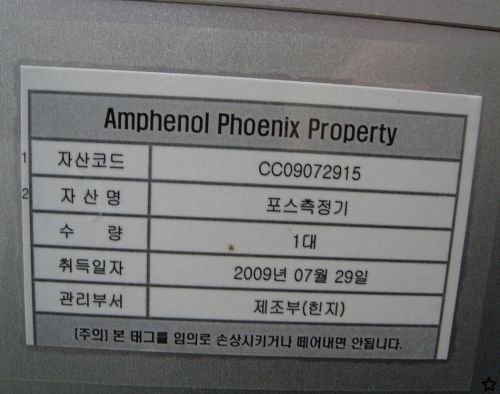 Amphenol Phoenix Property
1 자산코드 CC09072915
2 자 산 명 포스측정기
수 량 1대
취득일자 2009년 07월 29일
관리부서 제조부(힌지)
[주의] 본 태그를 임의로 손상시키거나 떼어내면 안됩니다.